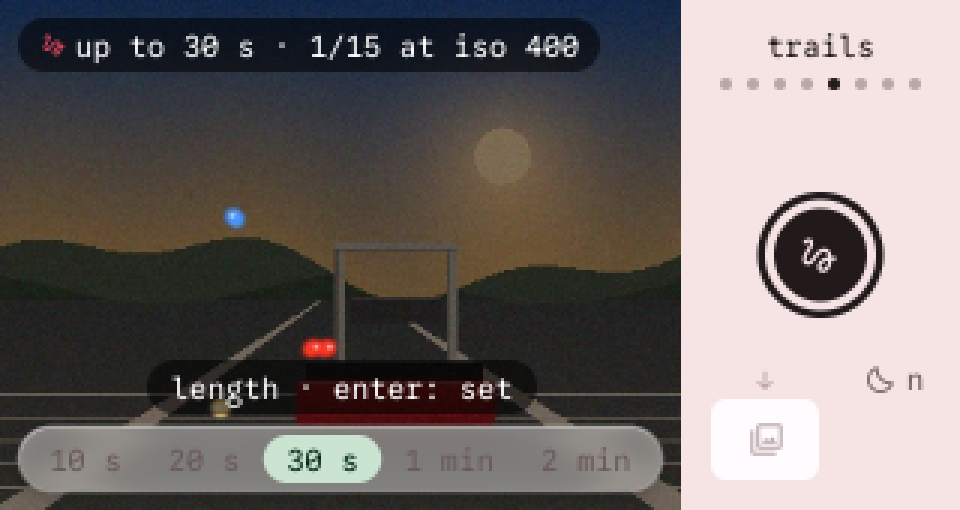 up to 30 s · 1/15 at iso 400
trails
length · enter: set
n
10 s 20 s 30 s 1 min 2 min